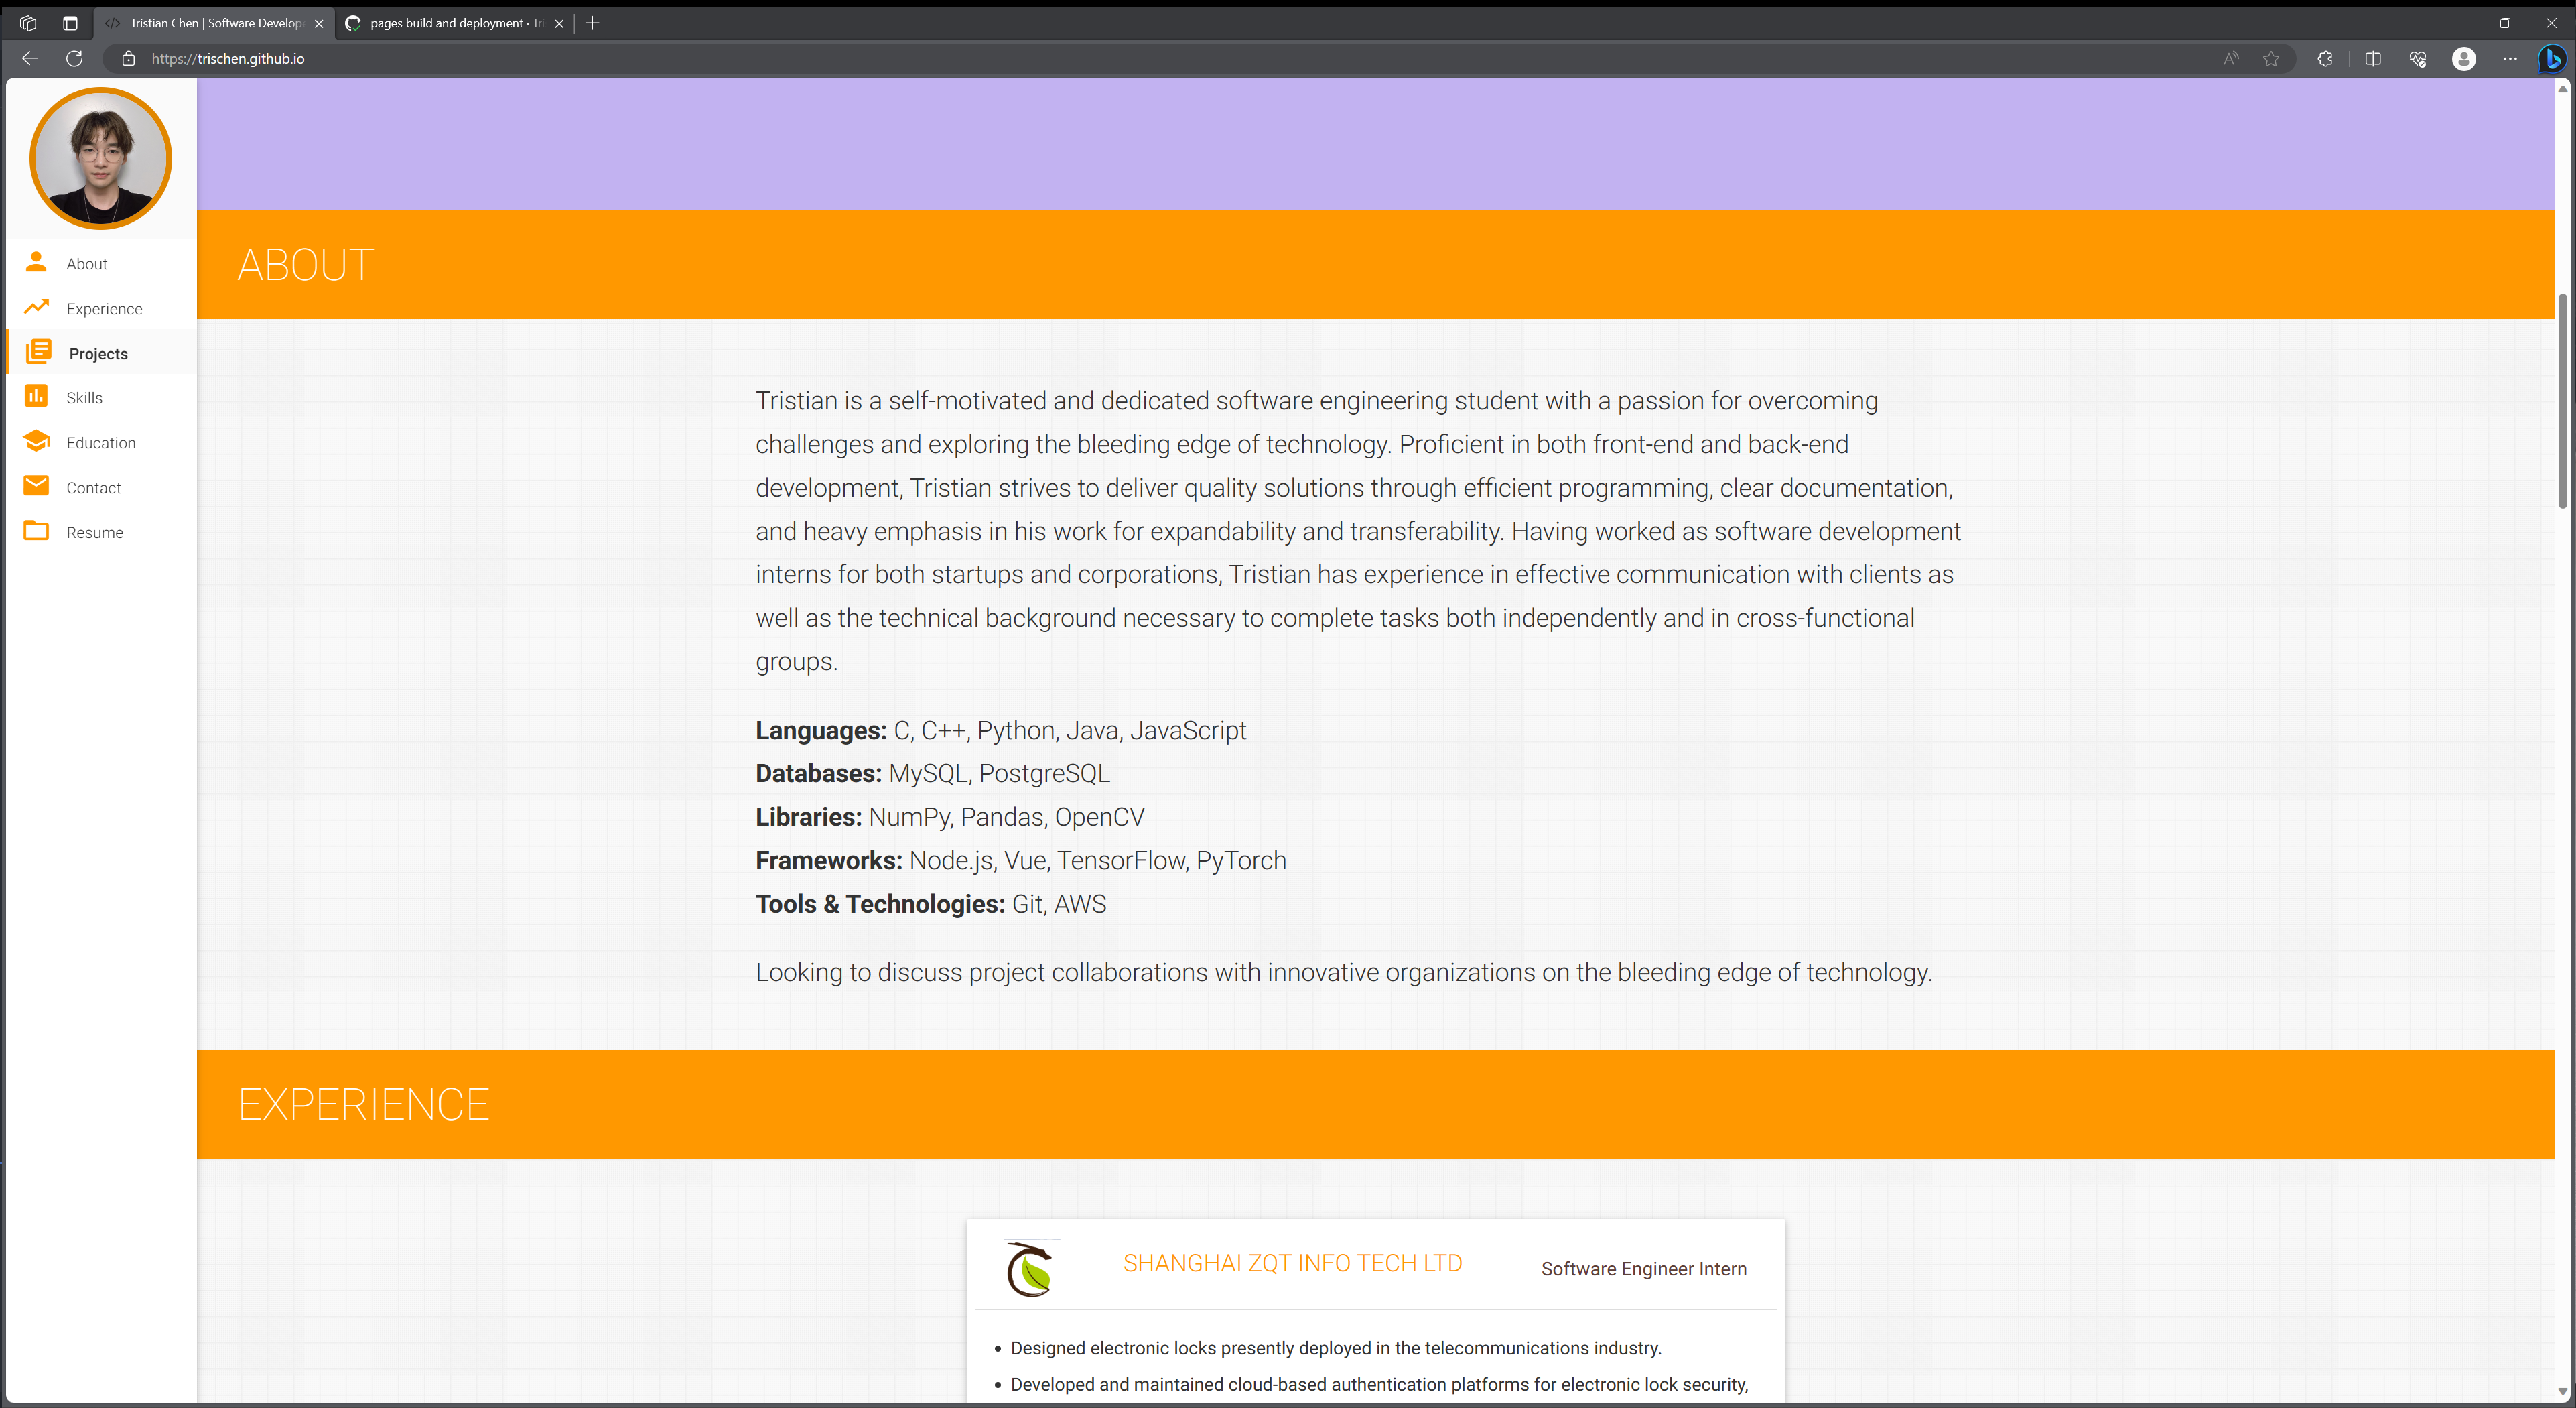 Tristian Chen | Software Develop
pages build and deployment · Tri
https://trischen.github.io
About
Experience
Projects
Skills
Education
Contact
Resume
ABOUT
Tristian is a self-motivated and dedicated software engineering student with a passion for overcoming
challenges and exploring the bleeding edge of technology. Proficient in both front-end and back-end
development, Tristian strives to deliver quality solutions through efficient programming, clear documentation,
and heavy emphasis in his work for expandability and transferability. Having worked as software development
interns for both startups and corporations, Tristian has experience in effective communication with clients as
well as the technical background necessary to complete tasks both independently and in cross-functional
groups.
Languages: C, C++, Python, Java, JavaScript
Databases: MySQL, PostgreSQL
Libraries: NumPy, Pandas, OpenCV
Frameworks: Node.js, Vue, TensorFlow, PyTorch
Tools & Technologies: Git, AWS
Looking to discuss project collaborations with innovative organizations on the bleeding edge of technology.
EXPERIENCE
SHANGHAI ZQT INFO TECH LTD
Software Engineer Intern
• Designed electronic locks presently deployed in the telecommunications industry.
• Developed and maintained cloud-based authentication platforms for electronic lock security,